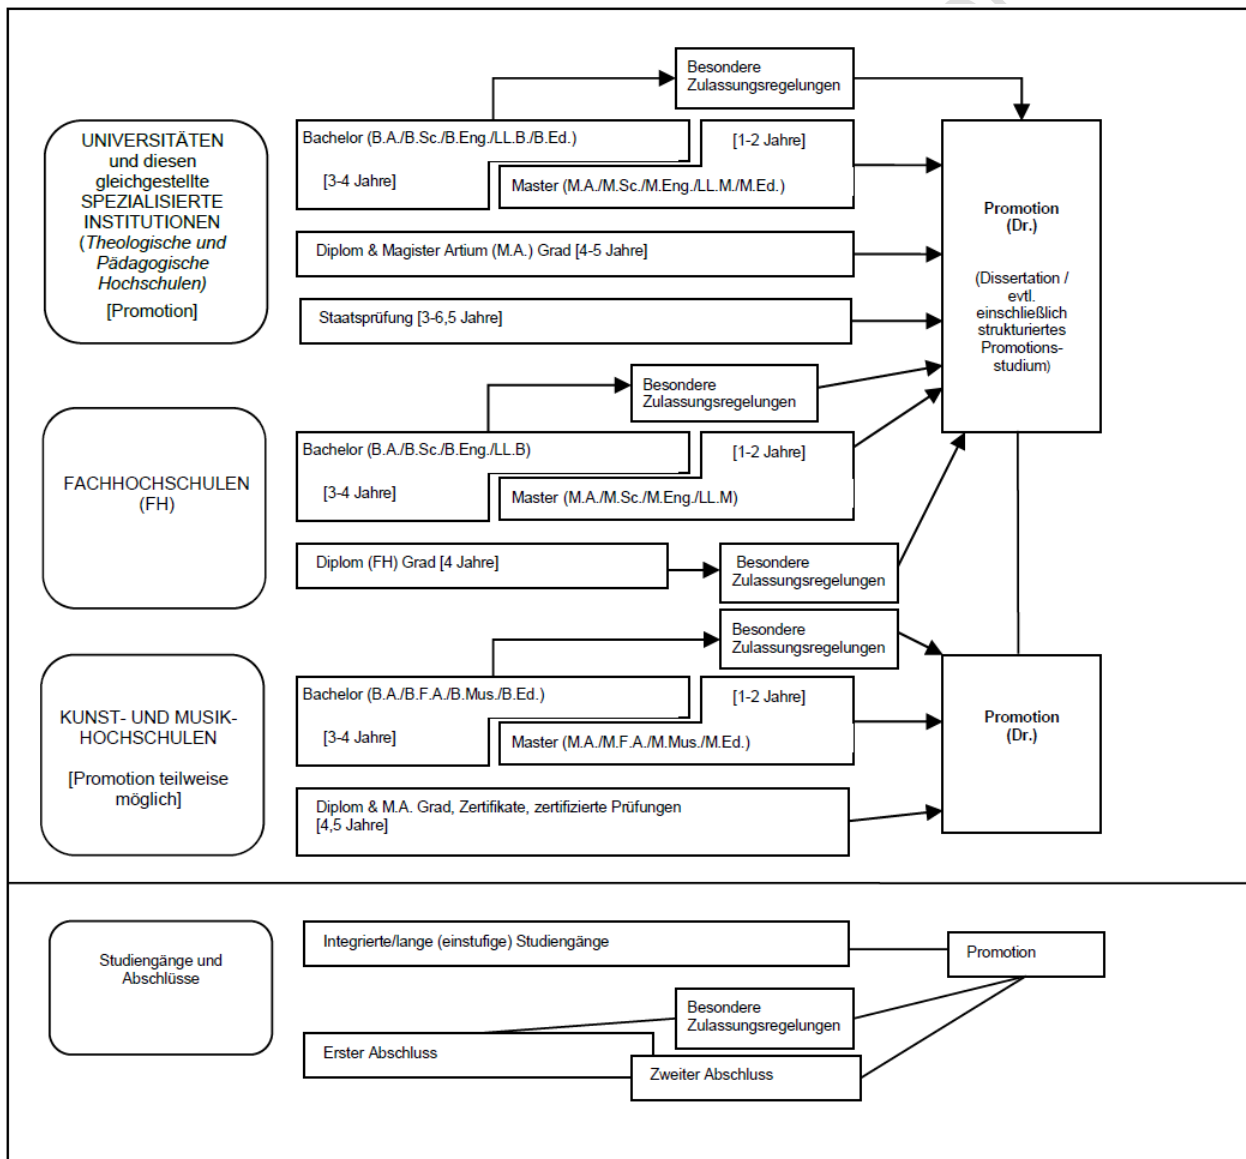 Besondere
Zulassungsregelungen
UNIVERSITÄTEN
und diesen
gleichgestellte
SPEZIALISIERTE
INSTITUTIONEN
(Theologische und
Pädagogische
Hochschulen)
[Promotion]
Bachelor (B.A./B.Sc./B.Eng./LL.B./B.Ed.)
[1-2 Jahre]
[3-4 Jahre]
Master (M.A./M.Sc./M.Eng./LL.M./M.Ed.)
Diplom & Magister Artium (M.A.) Grad [4-5 Jahre]
Staatsprüfung [3-6,5 Jahre]
Promotion
(Dr.)
(Dissertation /
evtl.
einschließlich
strukturiertes
Promotions-
studium)
Besondere
Zulassungsregelungen
FACHHOCHSCHULEN
(FH)
Bachelor (B.A./B.Sc./B.Eng./LL.B)
[1-2 Jahre]
[3-4 Jahre]
Master (M.A./M.Sc./M.Eng./LL.M)
Diplom (FH) Grad [4 Jahre]
Besondere
Zulassungsregelungen
Besondere
Zulassungsregelungen
KUNST- UND MUSIK-
HOCHSCHULEN
[Promotion teilweise
möglich]
Bachelor (B.A./B.F.A./B.Mus./B.Ed.)
[1-2 Jahre]
[3-4 Jahre]
Master (M.A./M.F.A./M.Mus./M.Ed.)
Diplom & M.A. Grad, Zertifikate, zertifizierte Prüfungen
[4,5 Jahre]
Promotion
(Dr.)
Studiengänge und
Abschlüsse
Integrierte/lange (einstufige) Studiengänge
Promotion
Besondere
Zulassungsregelungen
Erster Abschluss
Zweiter Abschluss